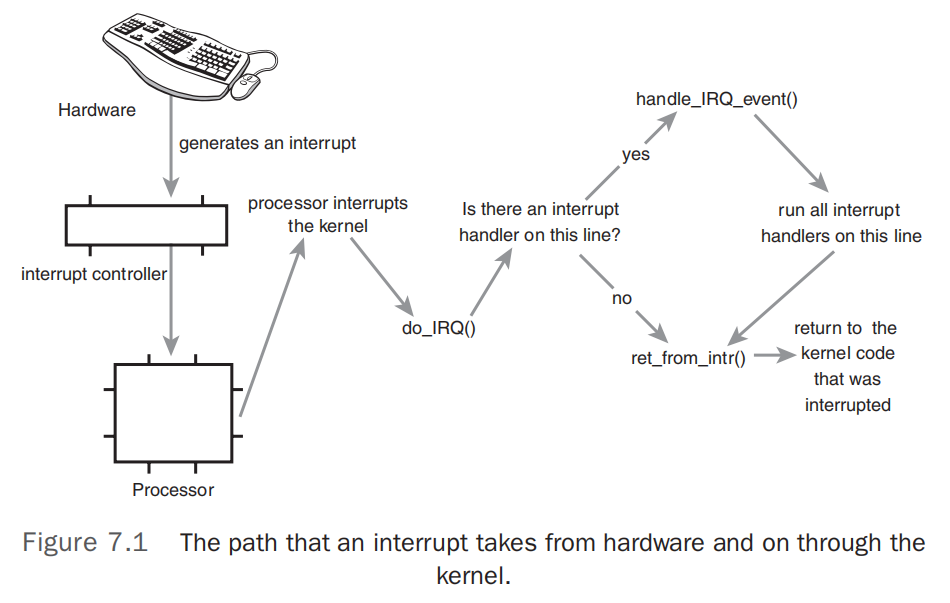 Hardware
generates an interrupt
interrupt controller
Processor
processor interrupts
the kernel
do_IRQ()
Is there an interrupt
handler on this line?
yes
no
handle_IRQ_event()
run all interrupt
handlers on this line
ret_from_intr()
return to the
kernel code
that was
interrupted
Figure 7.1 The path that an interrupt takes from hardware and on through the
kernel.